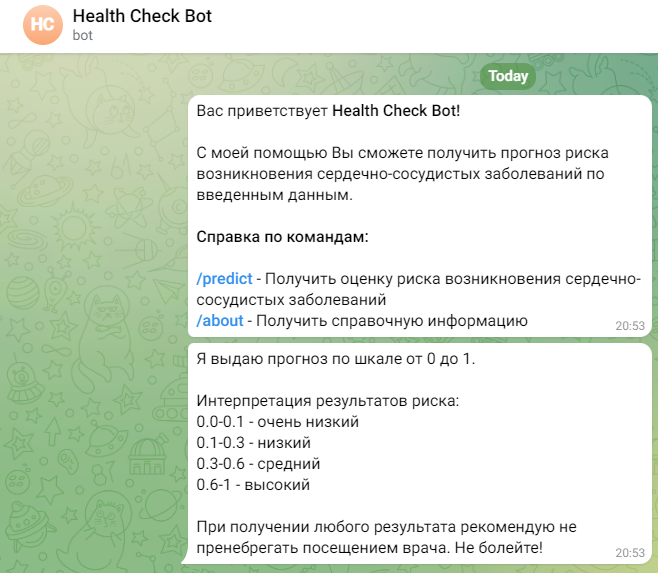 HC
Health Check Bot
bot
Today
Вас приветствует Health Check Bot!
С моей помощью Вы сможете получить прогноз риска
возникновения сердечно-сосудистых заболеваний по
введенным данным.
Справка по командам:
/predict - Получить оценку риска возникновения сердечно-
сосудистых заболеваний
/about - Получить справочную информацию
20:53
Я выдаю прогноз по шкале от 0 до 1.
Интерпретация результатов риска:
0.0-0.1 - очень низкий
0.1-0.3 - низкий
0.3-0.6 - средний
0.6-1 - высокий
При получении любого результата рекомендую не
пренебрегать посещением врача. Не болейте!
20:53